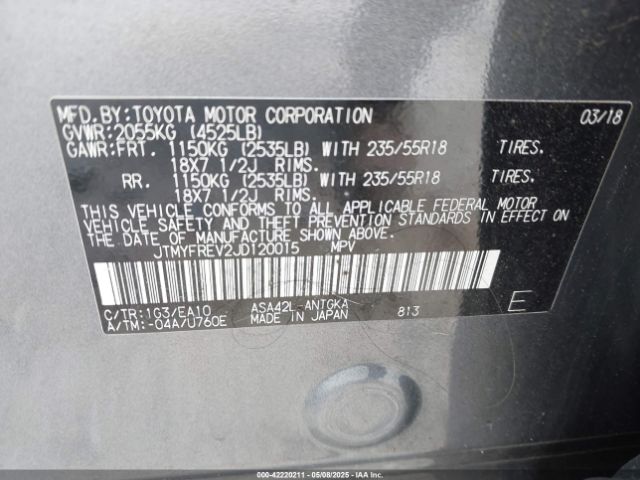 MFD.BY:TOYOTA MOTOR CORPORATION 03/18
GVWR:2055KG (4525LB)
GAWR:FRT. 1150KG (2535LB) WITH 235/55R18 TIRES.
18X7 1/2J RIMS.
RR. 1150KG (2535LB) WITH 235/55R18 TIRES.
18X7 1/2J RIMS.
THIS VEHICLE CONFORMS TO ALL APPLICABLE FEDERAL MOTOR
VEHICLE SAFETY AND THEFT PREVENTION STANDARDS IN EFFECT ON
THE DATE OF MANUFACTURE SHOWN ABOVE.
JTMYFREV2JD120015 MPV
C/TR:1G3/EA10 ASA42L-ANTGKA E
A/TM:-04A/U760E MADE IN JAPAN 813
000-42220211 - 05/08/2025 - IAAI.com